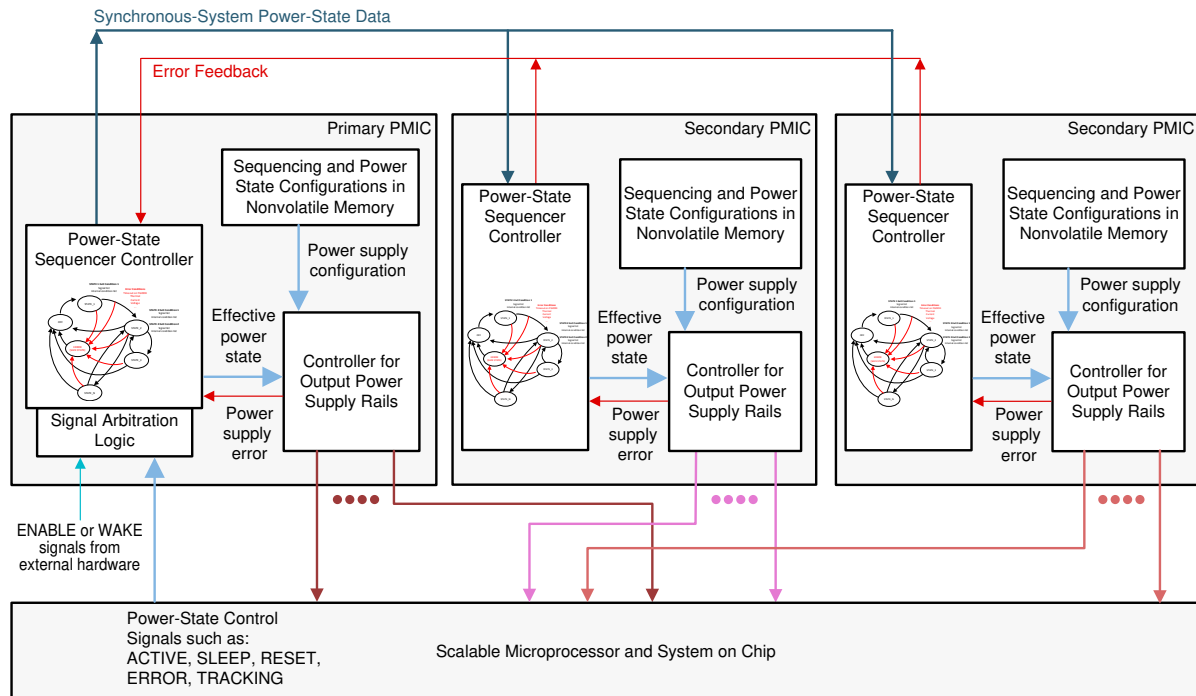 Synchronous-System Power-State Data
Error Feedback
Primary PMIC
Sequencing and Power
State Configurations in
Nonvolatile Memory
Power-State
Sequencer Controller
Power supply
configuration
Effective
power
state
Controller for
Output Power
Supply Rails
Power
supply
error
Signal Arbitration
Logic
ENABLE or WAKE
signals from
external hardware
Secondary PMIC
Power-State
Sequencer
Controller
Sequencing and Power
State Configurations in
Nonvolatile Memory
Power supply
configuration
Effective
power
state
Controller for
Output Power
Supply Rails
Power
supply
error
Secondary PMIC
Power-State
Sequencer
Controller
Sequencing and Power
State Configurations in
Nonvolatile Memory
Power supply
configuration
Effective
power
state
Controller for
Output Power
Supply Rails
Power
supply
error
Power-State Control
Signals such as:
ACTIVE, SLEEP, RESET,
ERROR, TRACKING
Scalable Microprocessor and System on Chip